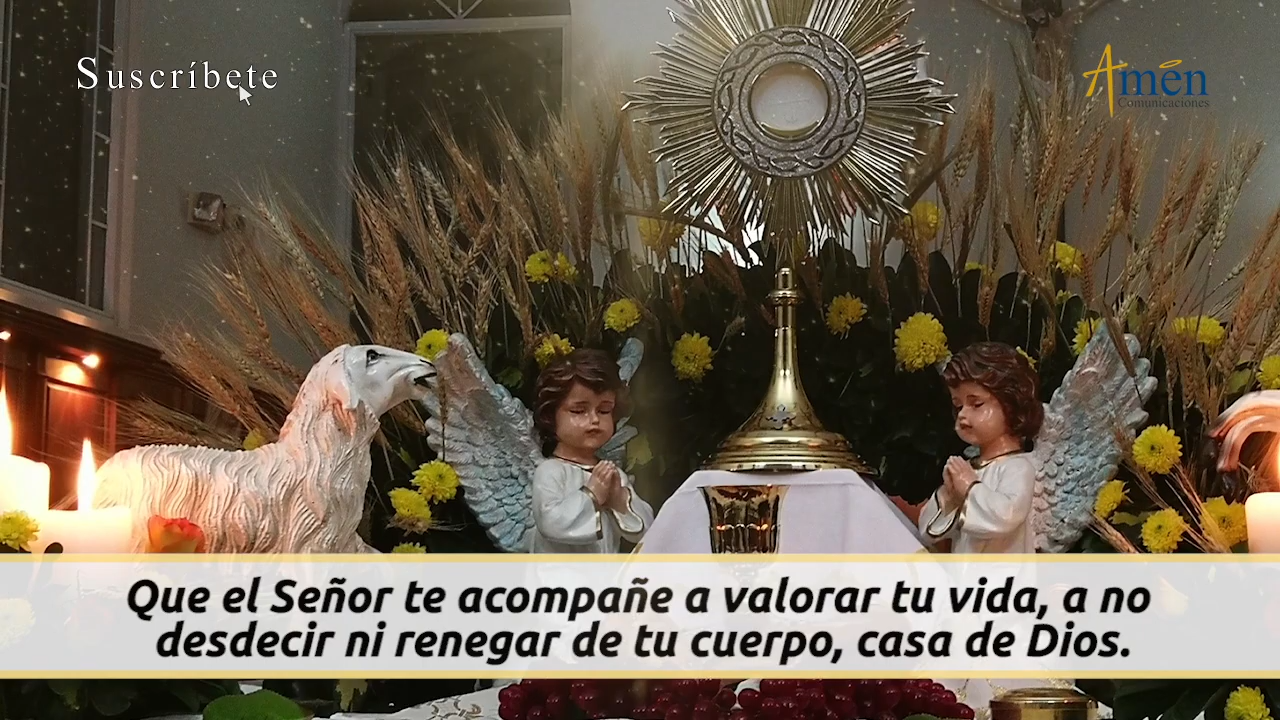 Suscríbete
Amén
Comunicaciones
Que el Señor te acompañe a valorar tu vida, a no
desdecir ni renegar de tu cuerpo, casa de Dios.